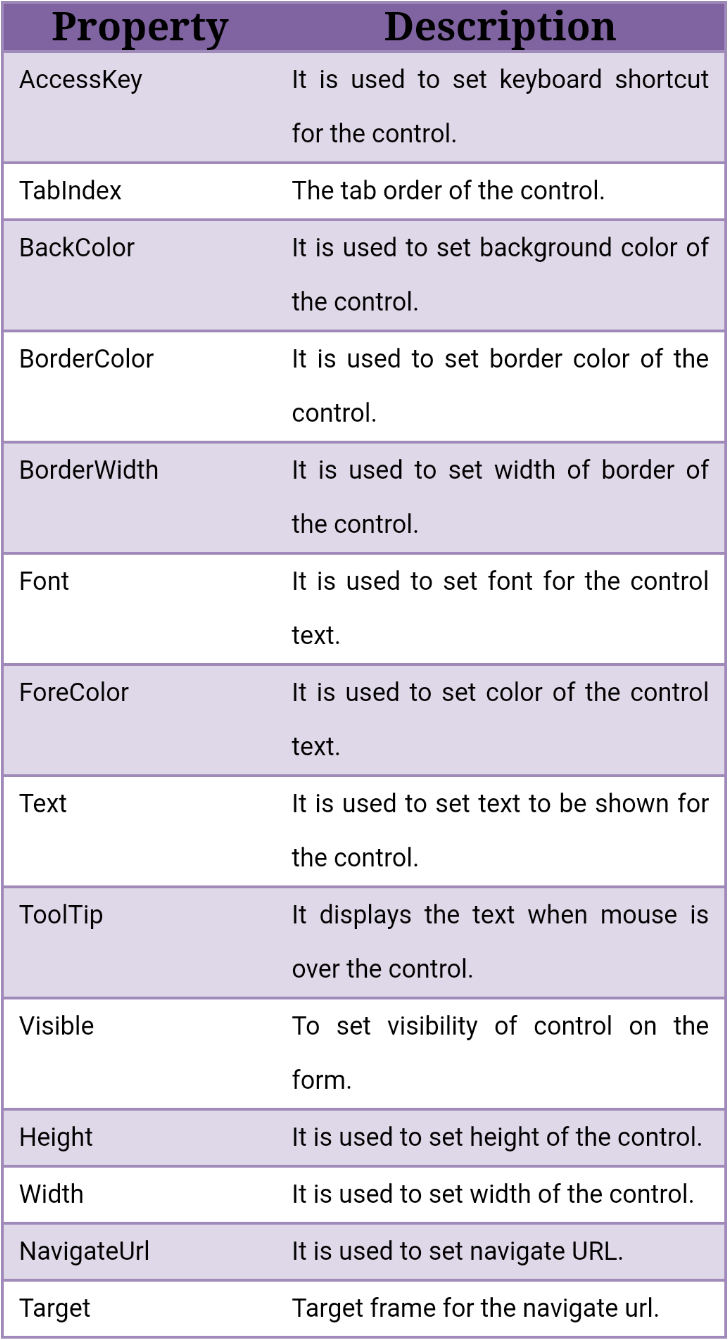 Property Description
AccessKey It is used to set keyboard shortcut
for the control.
TabIndex The tab order of the control.
BackColor It is used to set background color of
the control.
BorderColor It is used to set border color of the
control.
BorderWidth It is used to set width of border of
the control.
Font It is used to set font for the control
text.
ForeColor It is used to set color of the control
text.
Text It is used to set text to be shown for
the control.
ToolTip It displays the text when mouse is
over the control.
Visible To set visibility of control on the
form.
Height It is used to set height of the control.
Width It is used to set width of the control.
NavigateUrl It is used to set navigate URL.
Target Target frame for the navigate url.